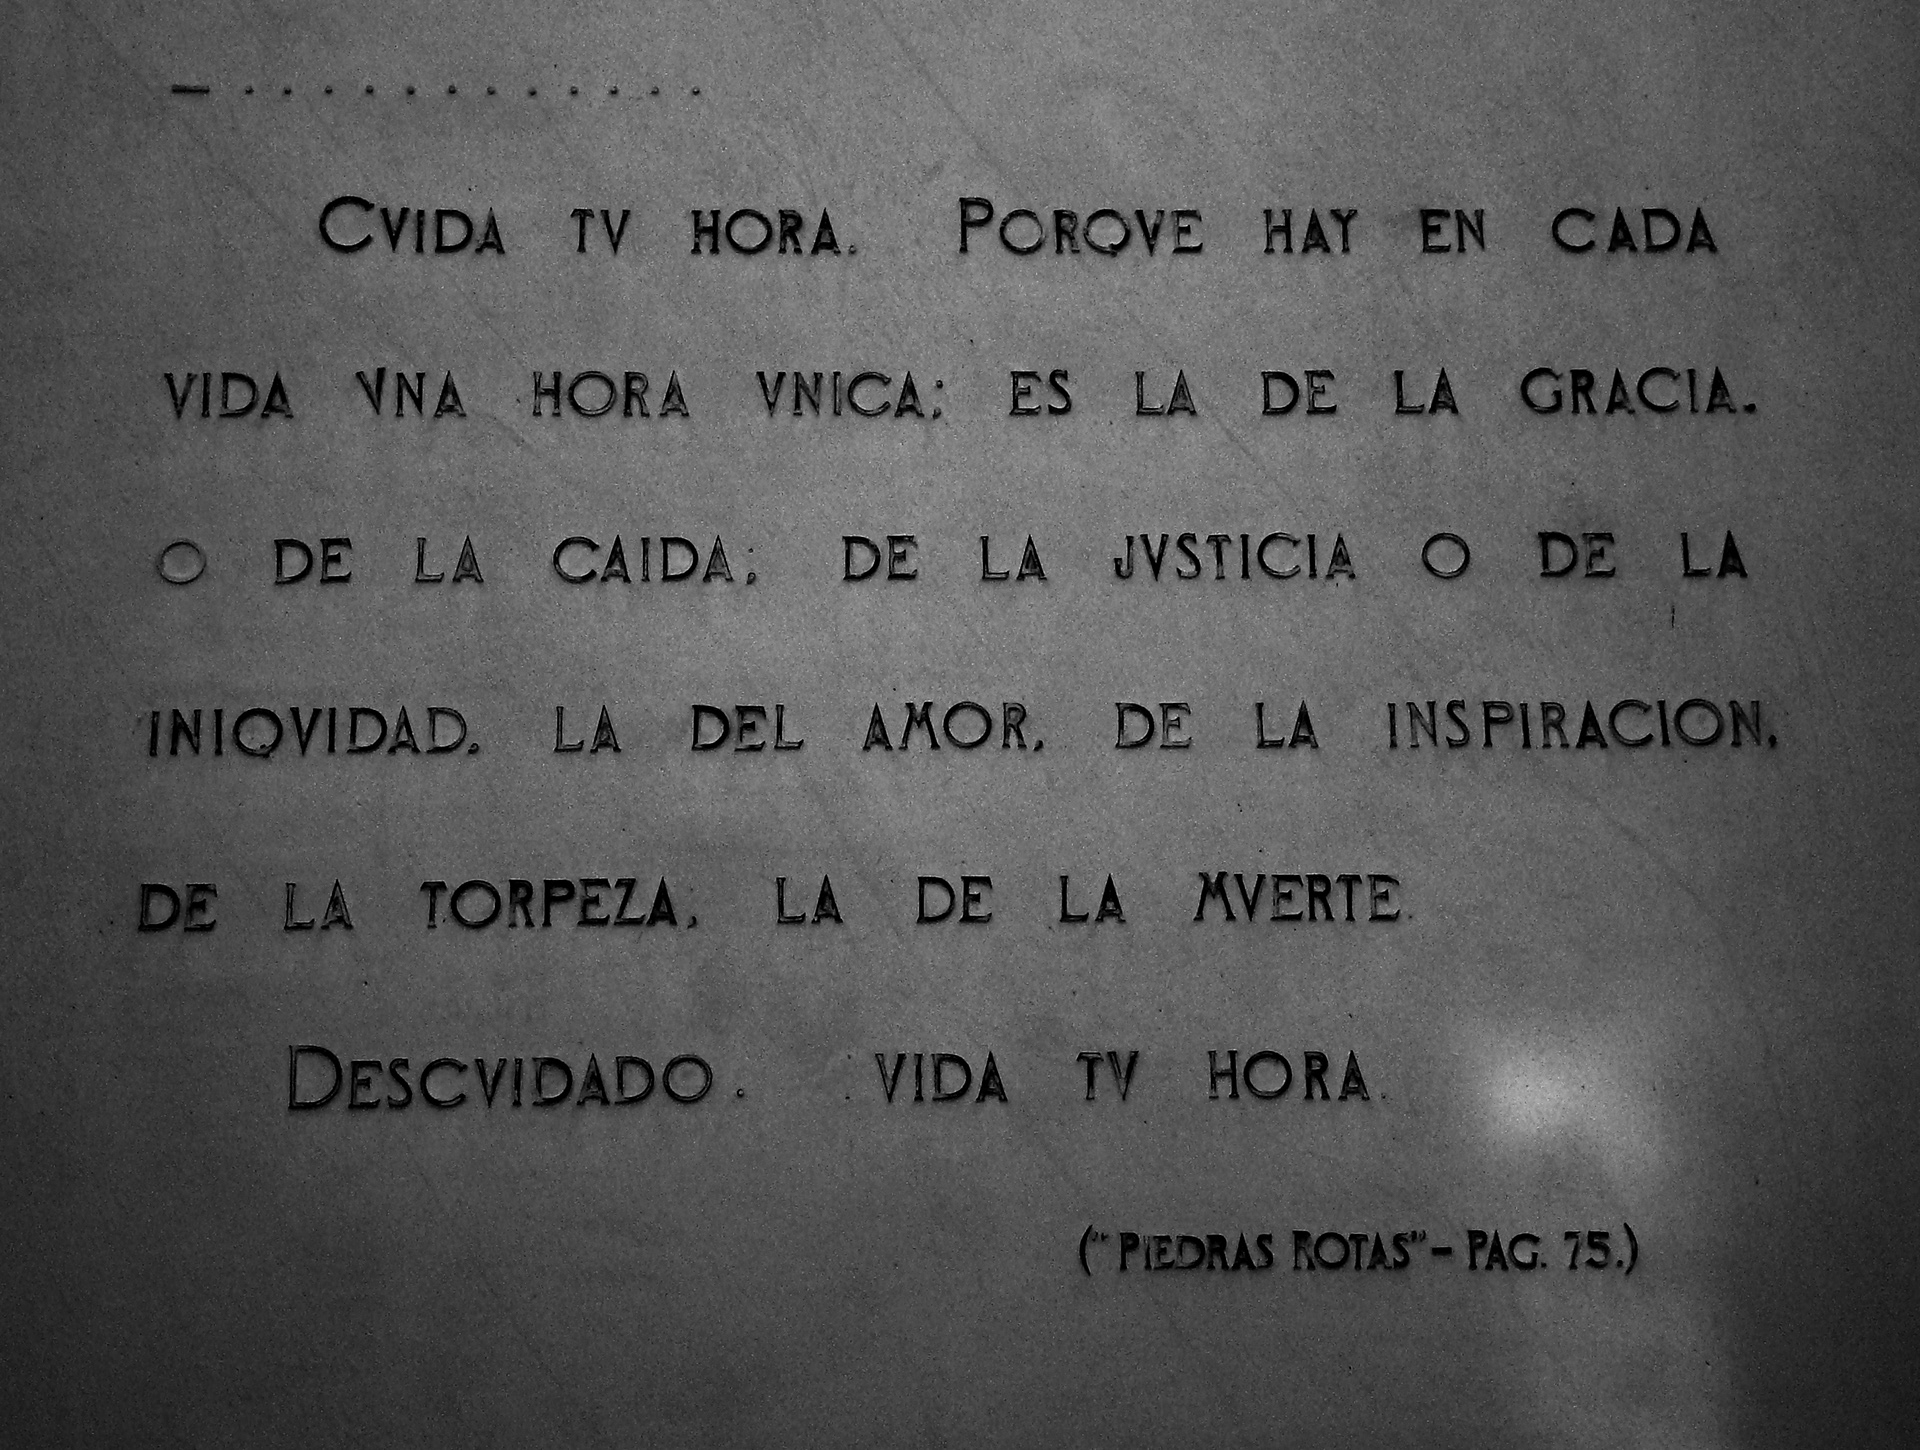 — . . . . . . . . . . . .
CVIDA TV HORA. PORQVE HAY EN CADA
VIDA VNA HORA VNICA; ES LA DE LA GRACIA.
O DE LA CAIDA; DE LA JVSTICIA O DE LA
INIQVIDAD, LA DEL AMOR, DE LA INSPIRACION,
DE LA TORPEZA, LA DE LA MVERTE.
DESCVIDADO. VIDA TV HORA.
("PIEDRAS ROTAS"– PAG. 75.)